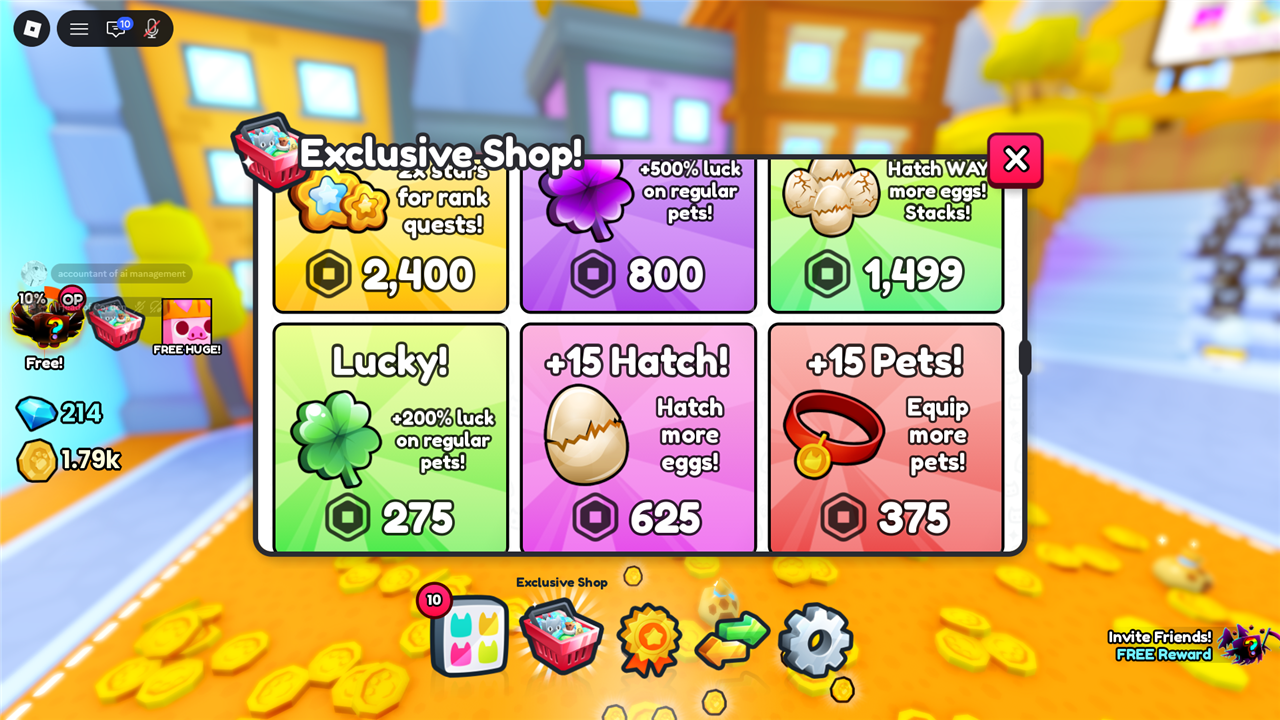 10
Exclusive Shop!
2x stars
for rank
quests!
2,400
+500% luck
on regular
pets!
800
Hatch WAY
more eggs!
Stacks!
1,499
accountant of ai management
10%
OP
Free!
FREE HUGE!
214
1.79k
Lucky!
+200% luck
on regular
pets!
275
+15 Hatch!
Hatch
more
eggs!
625
+15 Pets!
Equip
more
pets!
375
Exclusive Shop
10
Invite Friends!
FREE Reward